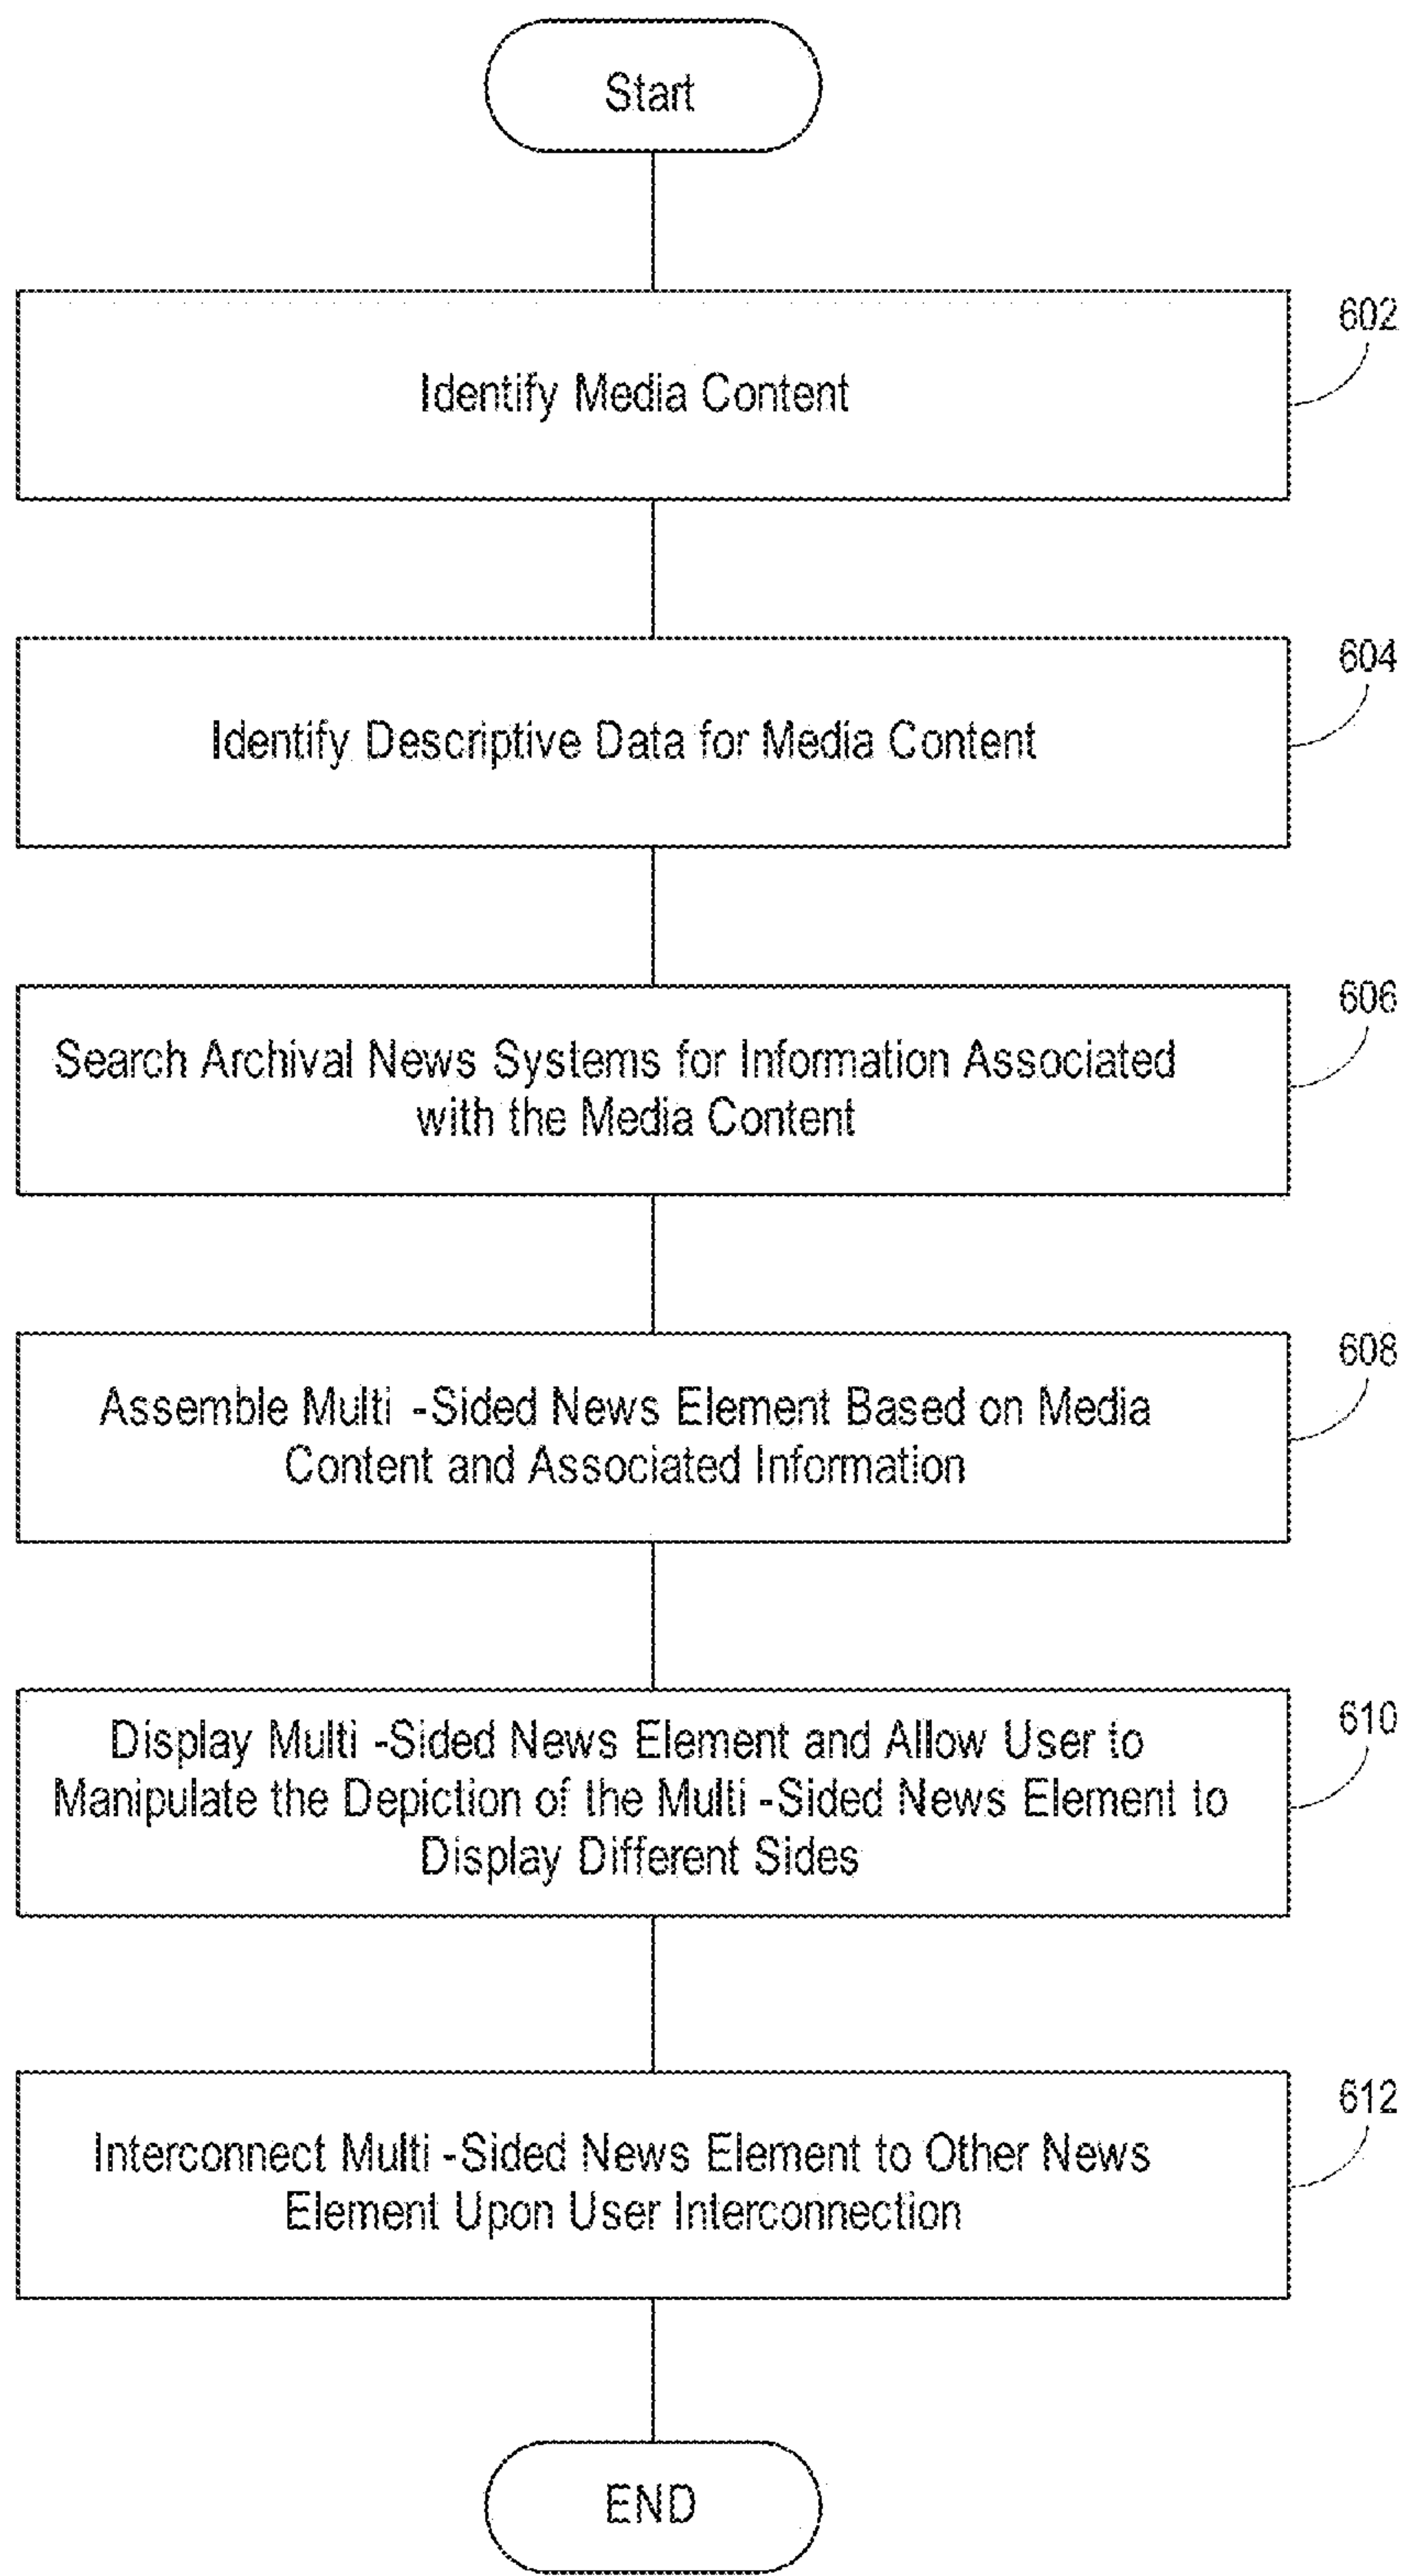 Start
602
Identify Media Content
604
Identify Descriptive Data for Media Content
606
Search Archival News Systems for Information Associated
with the Media Content
608
Assemble Multi -Sided News Element Based on Media
Content and Associated Information
610
Display Multi -Sided News Element and Allow User to
Manipulate the Depiction of the Multi -Sided News Element to
Display Different Sides
612
Interconnect Multi -Sided News Element to Other News
Element Upon User Interconnection
END